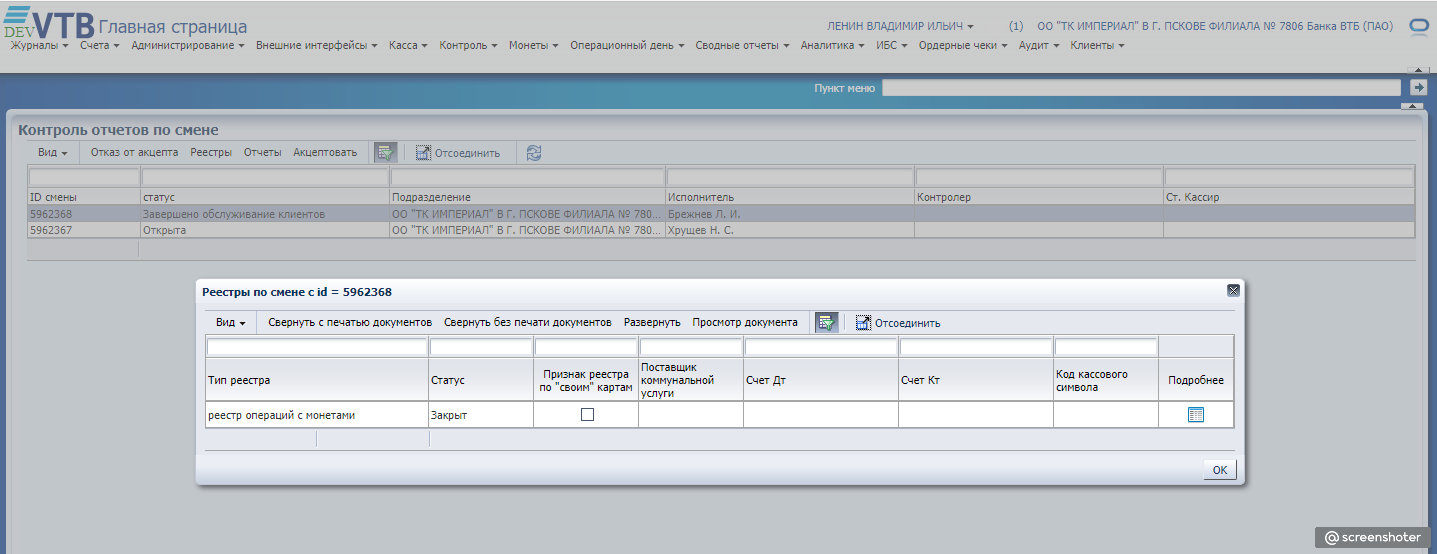 DEV VTB Главная страница
ЛЕНИН ВЛАДИМИР ИЛЬИЧ (1) ОО "ТК ИМПЕРИАЛ" В Г. ПСКОВЕ ФИЛИАЛА № 7806 Банка ВТБ (ПАО)
Журналы Счета Администрирование Внешние интерфейсы Касса Контроль Монеты Операционный день Сводные отчеты Аналитика ИБС Ордерные чеки Аудит Клиенты
Пункт меню
Контроль отчетов по смене
Вид Отказ от акцепта Реестры Отчеты Акцептовать Отсоединить
ID смены статус Подразделение Исполнитель Контролер Ст. Кассир
5962368 Завершено обслуживание клиентов ОО "ТК ИМПЕРИАЛ" В Г. ПСКОВЕ ФИЛИАЛА № 780... Брежнев Л. И.
5962367 Открыта ОО "ТК ИМПЕРИАЛ" В Г. ПСКОВЕ ФИЛИАЛА № 780... Хрущев Н. С.
Реестры по смене с id = 5962368
Вид Свернуть с печатью документов Свернуть без печати документов Развернуть Просмотр документа Отсоединить
Тип реестра
Статус
Признак реестра
по "своим" картам
Поставщик
коммунальной
услуги
Счет Дт
Счет Кт
Код кассового
символа
Подробнее
реестр операций с монетами Закрыт
OK
@screenshoter